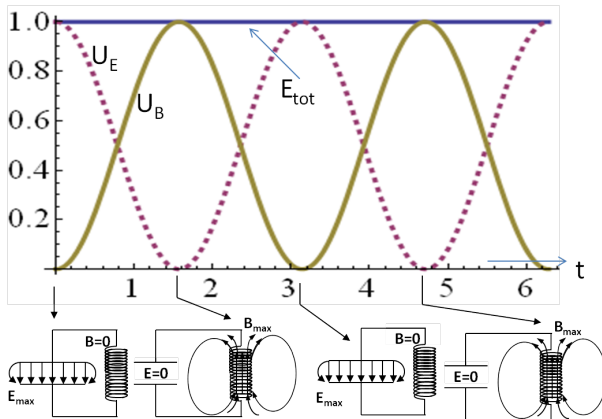 1.0
U_E
0.8
E_tot
U_B
0.6
0.4
0.2
t
1 2 3 4 5 6
B=0
B_max
B=0
B_max
E=0
E=0
E_max
E_max